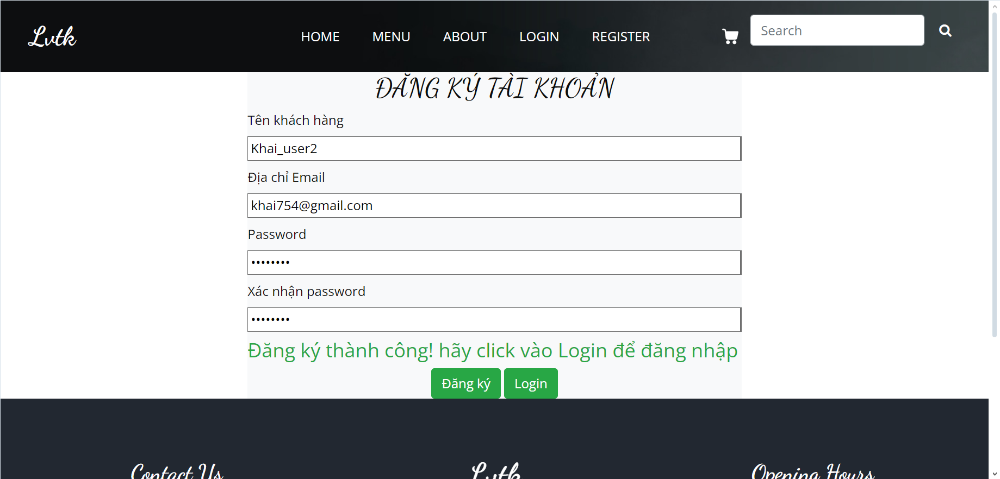 Lvtk
HOME MENU ABOUT LOGIN REGISTER Search
ĐĂNG KÝ TÀI KHOẢN
Tên khách hàng
Khai_user2
Địa chỉ Email
khai754@gmail.com
Password
••••••••
Xác nhận password
••••••••
Đăng ký thành công! hãy click vào Login để đăng nhập
Đăng ký Login
Contact Us Lvtk Opening Hours